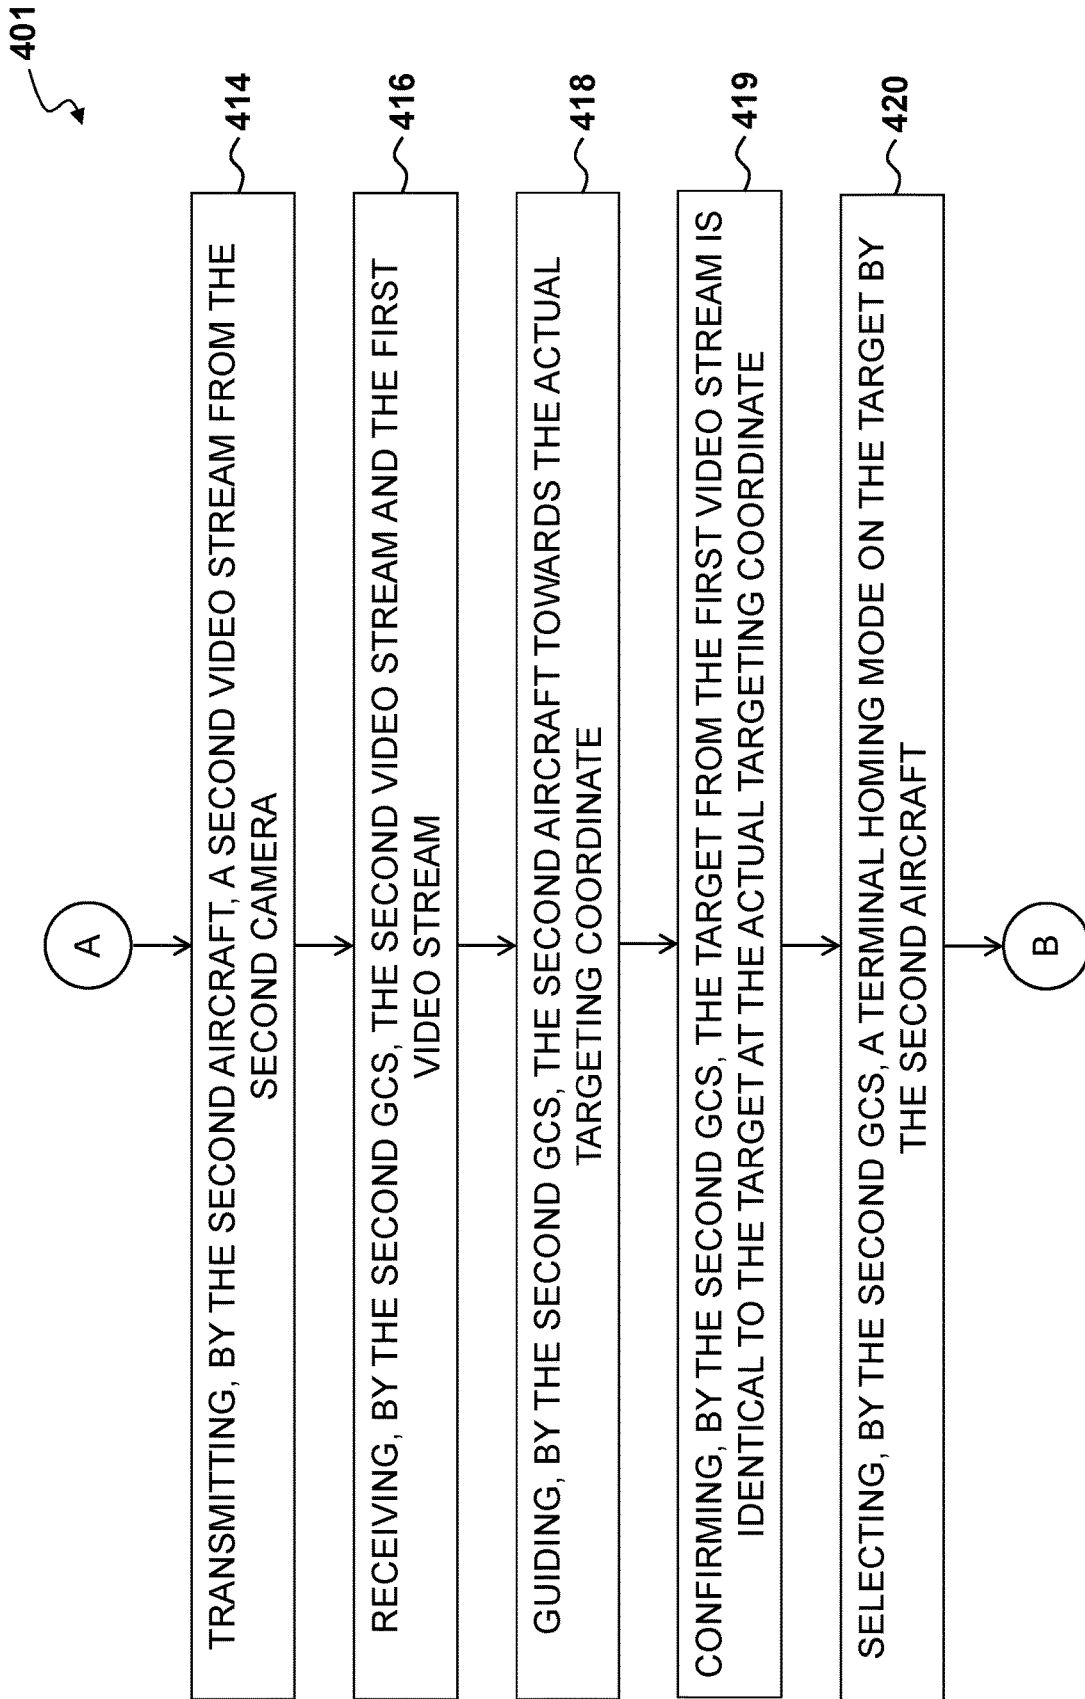 401
A
TRANSMITTING, BY THE SECOND AIRCRAFT, A SECOND VIDEO STREAM FROM THE
SECOND CAMERA
414
RECEIVING, BY THE SECOND GCS, THE SECOND VIDEO STREAM AND THE FIRST
VIDEO STREAM
416
GUIDING, BY THE SECOND GCS, THE SECOND AIRCRAFT TOWARDS THE ACTUAL
TARGETING COORDINATE
418
CONFIRMING, BY THE SECOND GCS, THE TARGET FROM THE FIRST VIDEO STREAM IS
IDENTICAL TO THE TARGET AT THE ACTUAL TARGETING COORDINATE
419
SELECTING, BY THE SECOND GCS, A TERMINAL HOMING MODE ON THE TARGET BY
THE SECOND AIRCRAFT
420
B